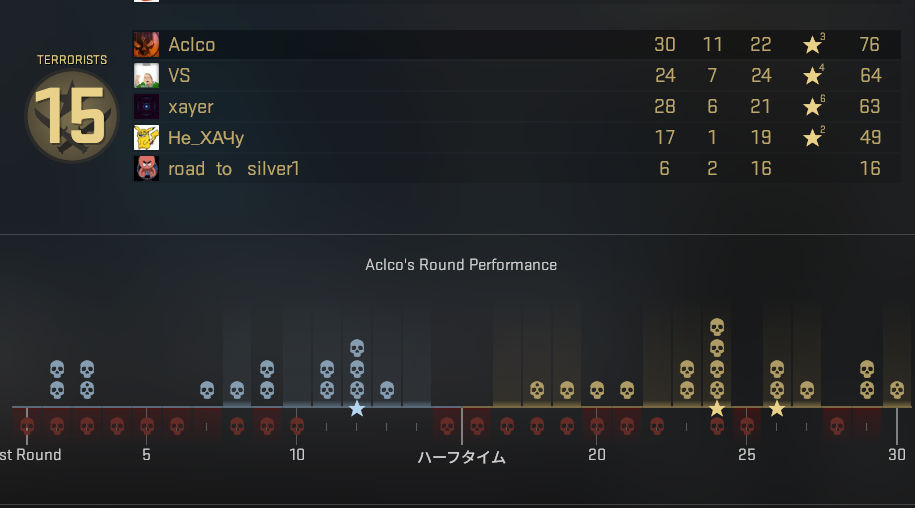 AcIco 30 11 22 ★3 76
TERRORISTS
15
VS 24 7 24 ★4 64
xayer 28 6 21 ★6 63
Не_ХАЧу 17 1 19 ★2 49
road to silver1 6 2 16 16
AcIco's Round Performance
st Round 5 10 ハーフタイム 20 25 30